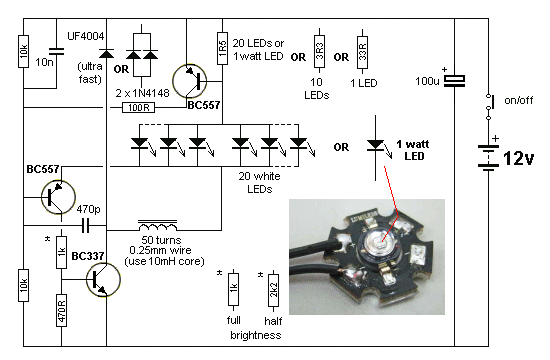 UF4004
(ultra
fast)
OR
2 x 1N4148
10k
10n
100R
BC557
1R5
20 LEDs or
1 watt LED
OR
3R3
10
LEDs
OR
33R
1 LED
+
100u
on/off
+
12v
BC557
470p
20 white
LEDs
OR
1 watt
LED
50 turns
0.25mm wire
(use 10mH core)
*
1k
BC337
10k
470R
*
1k
full
*
2k2
half
brightness